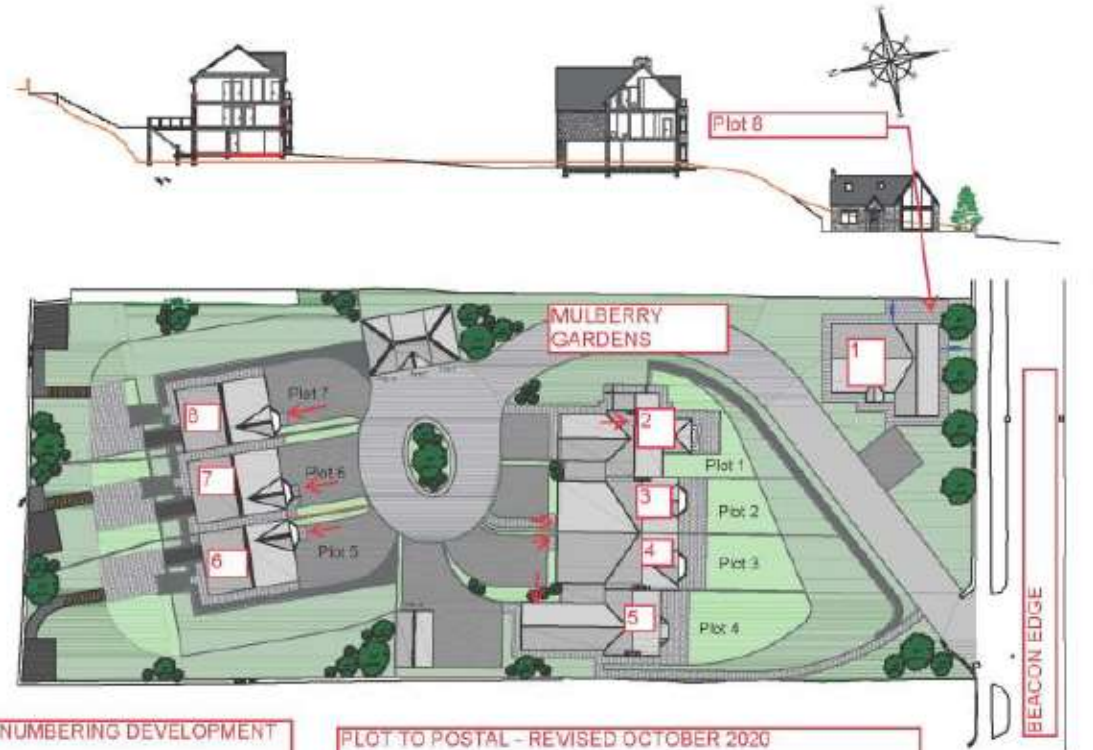 Plot 8
MULBERRY
GARDENS
1
8
Plot 7
2
Plot 1
7
Plot 6
3
Plot 2
6
Plot 5
4
Plot 3
5
Plot 4
BEACON EDGE
NUMBERING DEVELOPMENT
PLOT TO POSTAL - REVISED OCTOBER 2020